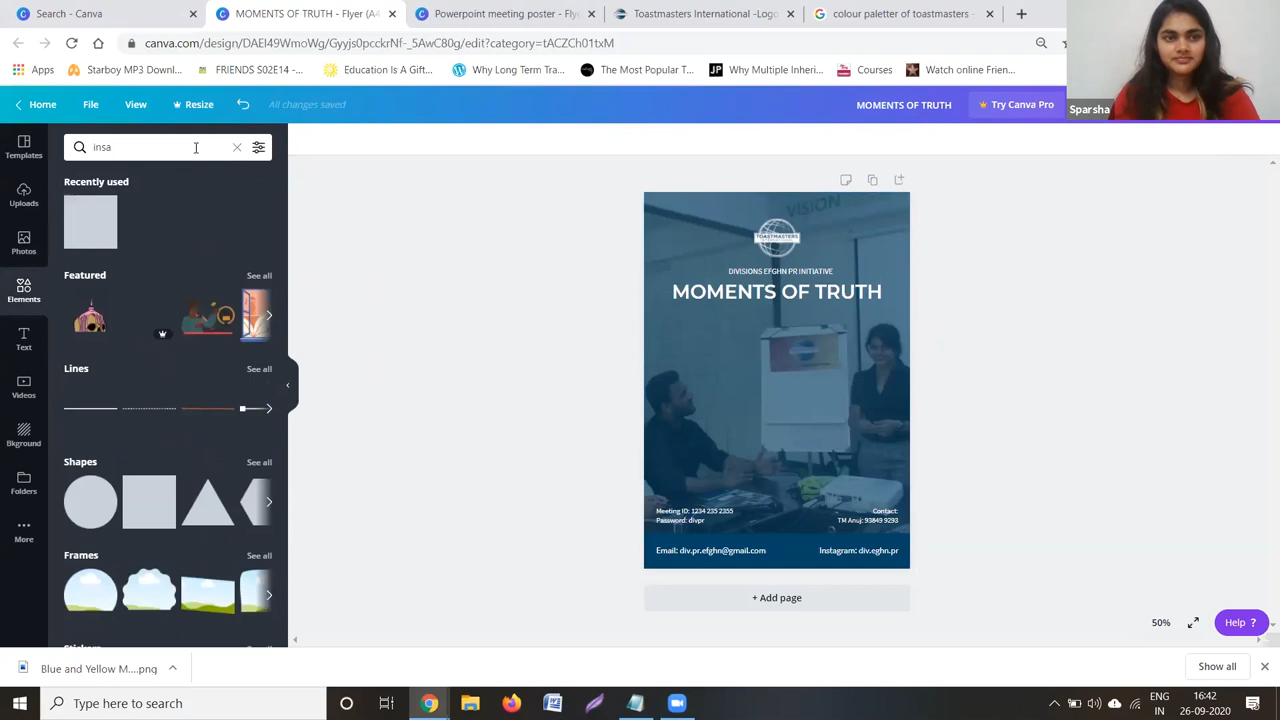 Search - Canva
MOMENTS OF TRUTH - Flyer (A4
Powerpoint meeting poster - Flye
Toastmasters International -Logo
colour paletter of toastmasters -
canva.com/design/DAEI49WmoWg/Gyyjs0pcckrNf-_5AwC80g/edit?category=tACZCh01txM
Apps
Starboy MP3 Downl...
FRIENDS S02E14 -...
Education Is A Gift...
Why Long Term Tra...
The Most Popular T...
JP
Why Multiple Inheri...
Courses
Watch online Frien...
Sparsha
Home
File
View
Resize
All changes saved
MOMENTS OF TRUTH
Try Canva Pro
Templates
Uploads
Photos
Elements
Text
Videos
Bkground
Folders
More
insa
Recently used
Featured
See all
Lines
See all
Shapes
See all
Frames
See all
VISION
TOASTMASTERS
INTERNATIONAL
DIVISIONS EFGHN PR INITIATIVE
MOMENTS OF TRUTH
Meeting ID: 1234 235 2355
Password: divpr
Contact:
TM Anuj: 93849 9293
Email: div.pr.efghn@gmail.com
Instagram: div.eghn.pr
+ Add page
50%
Help ?
Blue and Yellow M....png
Show all
Type here to search
ENG
IN
16:42
26-09-2020